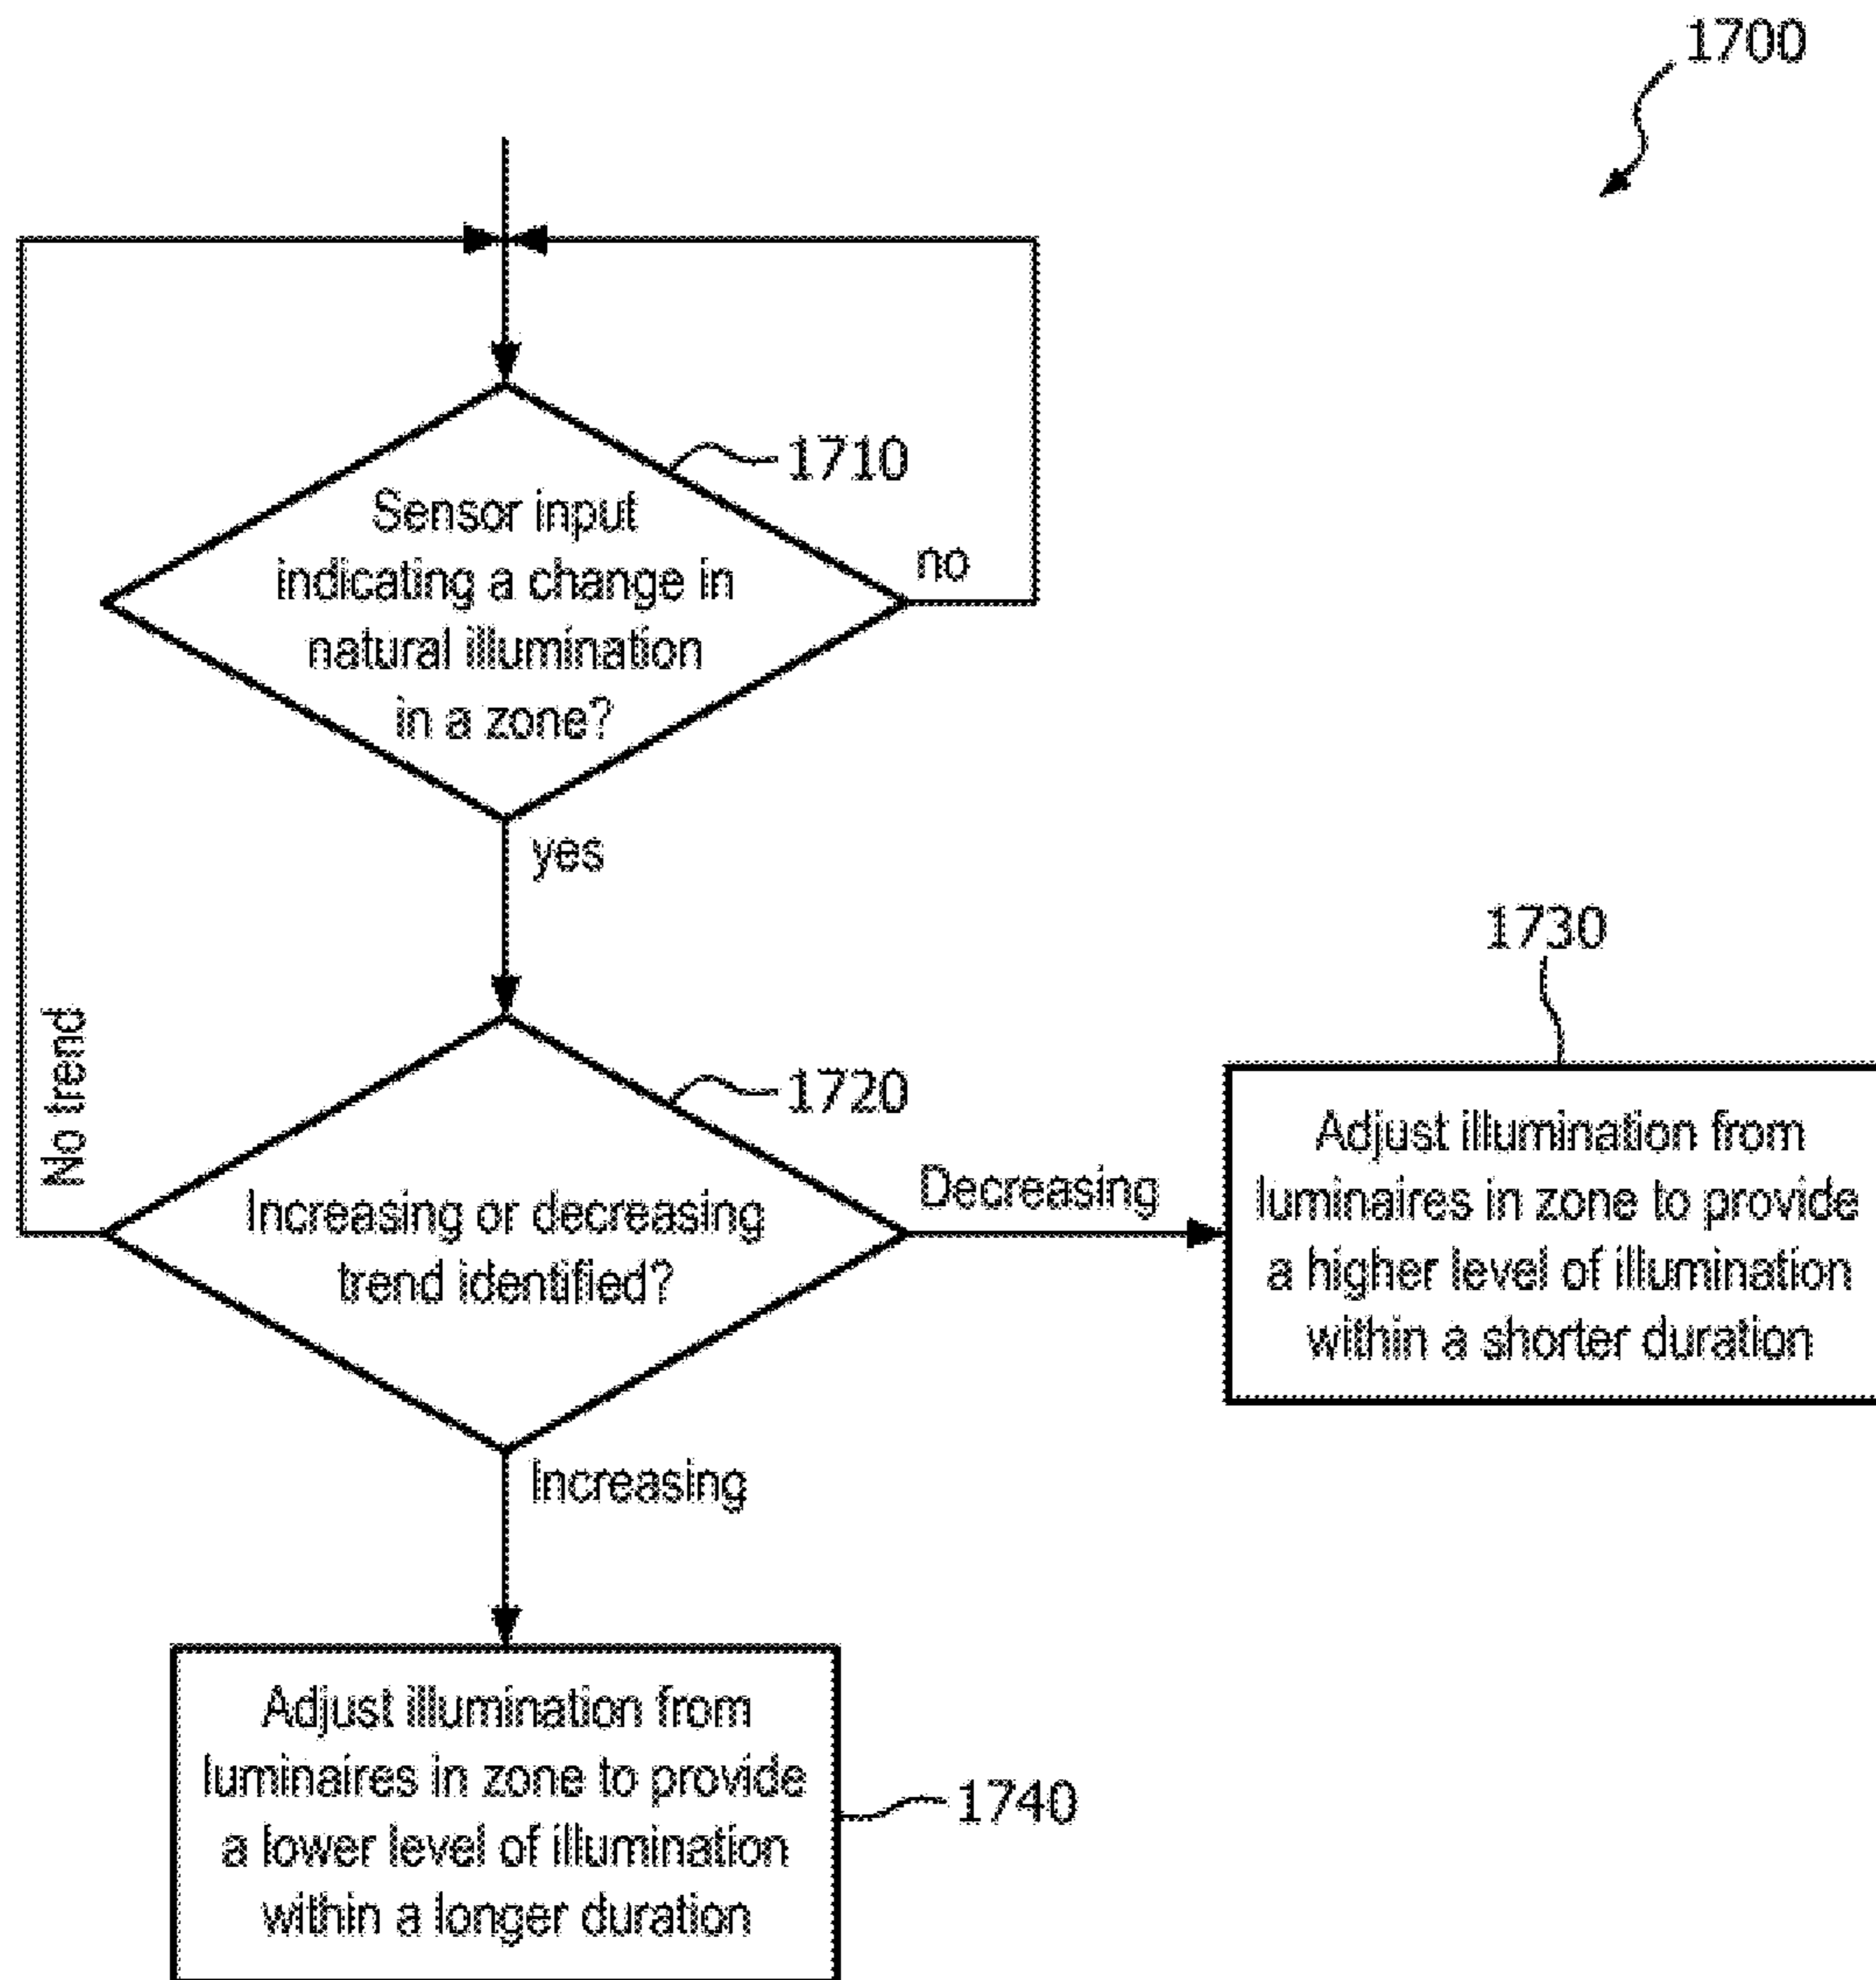 1700
1710
Sensor input
indicating a change in
natural illumination
in a zone?
no
yes
No trend
1720
Increasing or decreasing
trend identified?
Decreasing
1730
Adjust illumination from
luminaires in zone to provide
a higher level of illumination
within a shorter duration
Increasing
Adjust illumination from
luminaires in zone to provide
a lower level of illumination
within a longer duration
1740